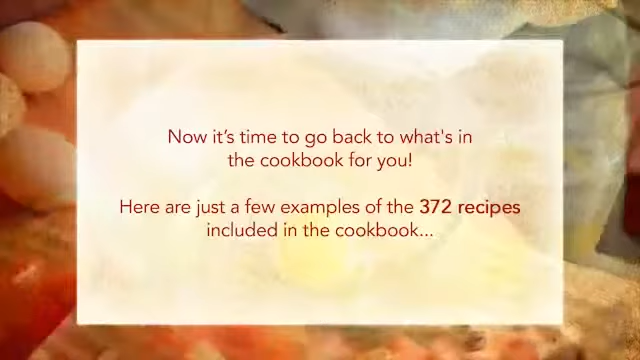 Now it’s time to go back to what's in
the cookbook for you!
Here are just a few examples of the 372 recipes
included in the cookbook...